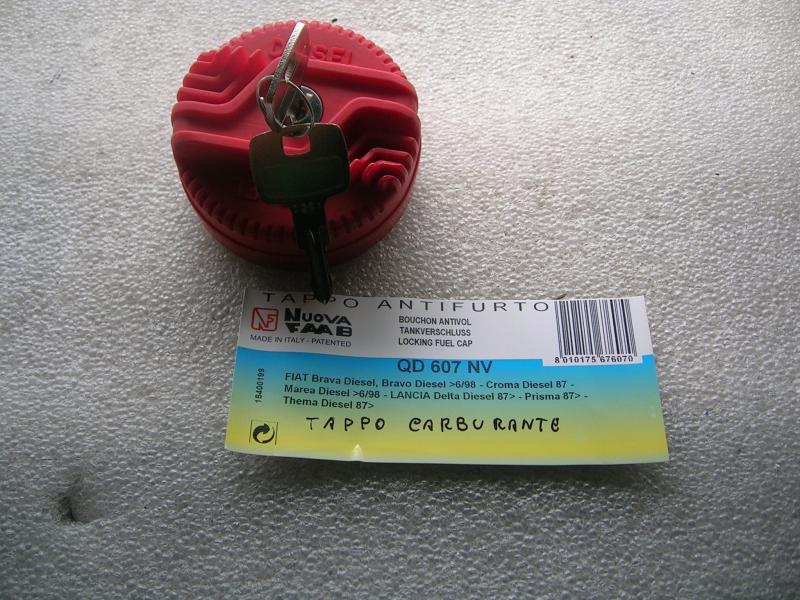 DIESEL
TAPPO ANTIFURTO
NF NUOVA
FAAB
MADE IN ITALY - PATENTED
BOUCHON ANTIVOL
TANKVERSCHLUSS
LOCKING FUEL CAP
8 010175 676070
QD 607 NV
15400199
FIAT Brava Diesel, Bravo Diesel >6/98 - Croma Diesel 87 -
Marea Diesel >6/98 - LANCIA Delta Diesel 87> - Prisma 87> -
Thema Diesel 87>
TAPPO CARBURANTE